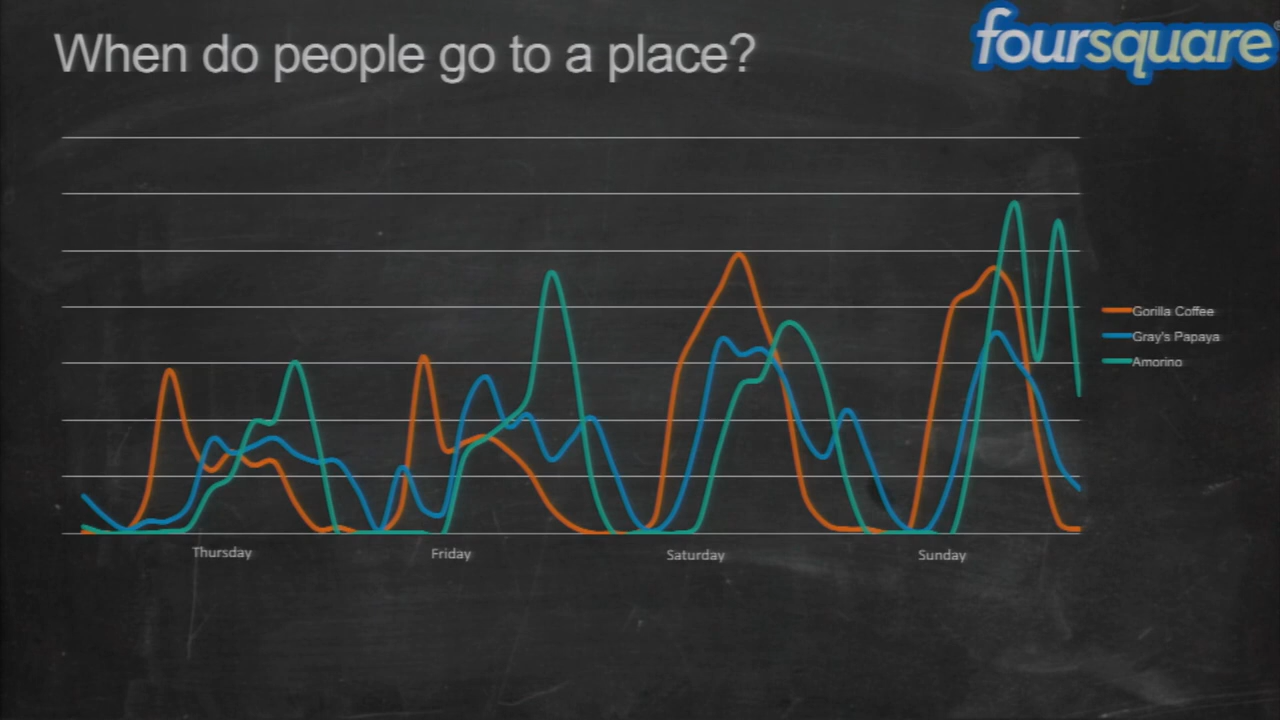 When do people go to a place?
foursquare
Gorilla Coffee
Gray's Papaya
Amorino
Thursday
Friday
Saturday
Sunday